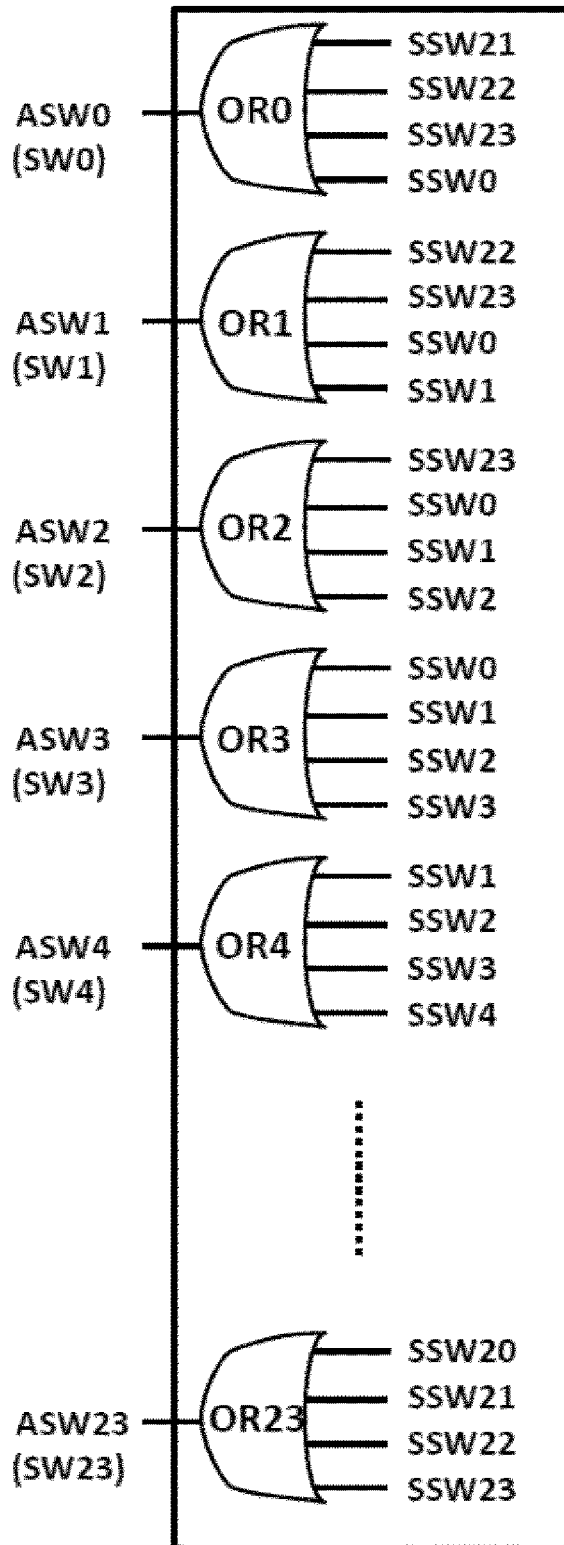 SSW21
SSW22
ASW0 OR0
SSW23
(SW0)
SSW0
SSW22
SSW23
ASW1 OR1
SSW0
(SW1)
SSW1
SSW23
SSW0
ASW2 OR2
SSW1
(SW2)
SSW2
SSW0
SSW1
ASW3 OR3
SSW2
(SW3)
SSW3
SSW1
SSW2
ASW4 OR4
SSW3
(SW4)
SSW4
SSW20
SSW21
ASW23 OR23
SSW22
(SW23)
SSW23